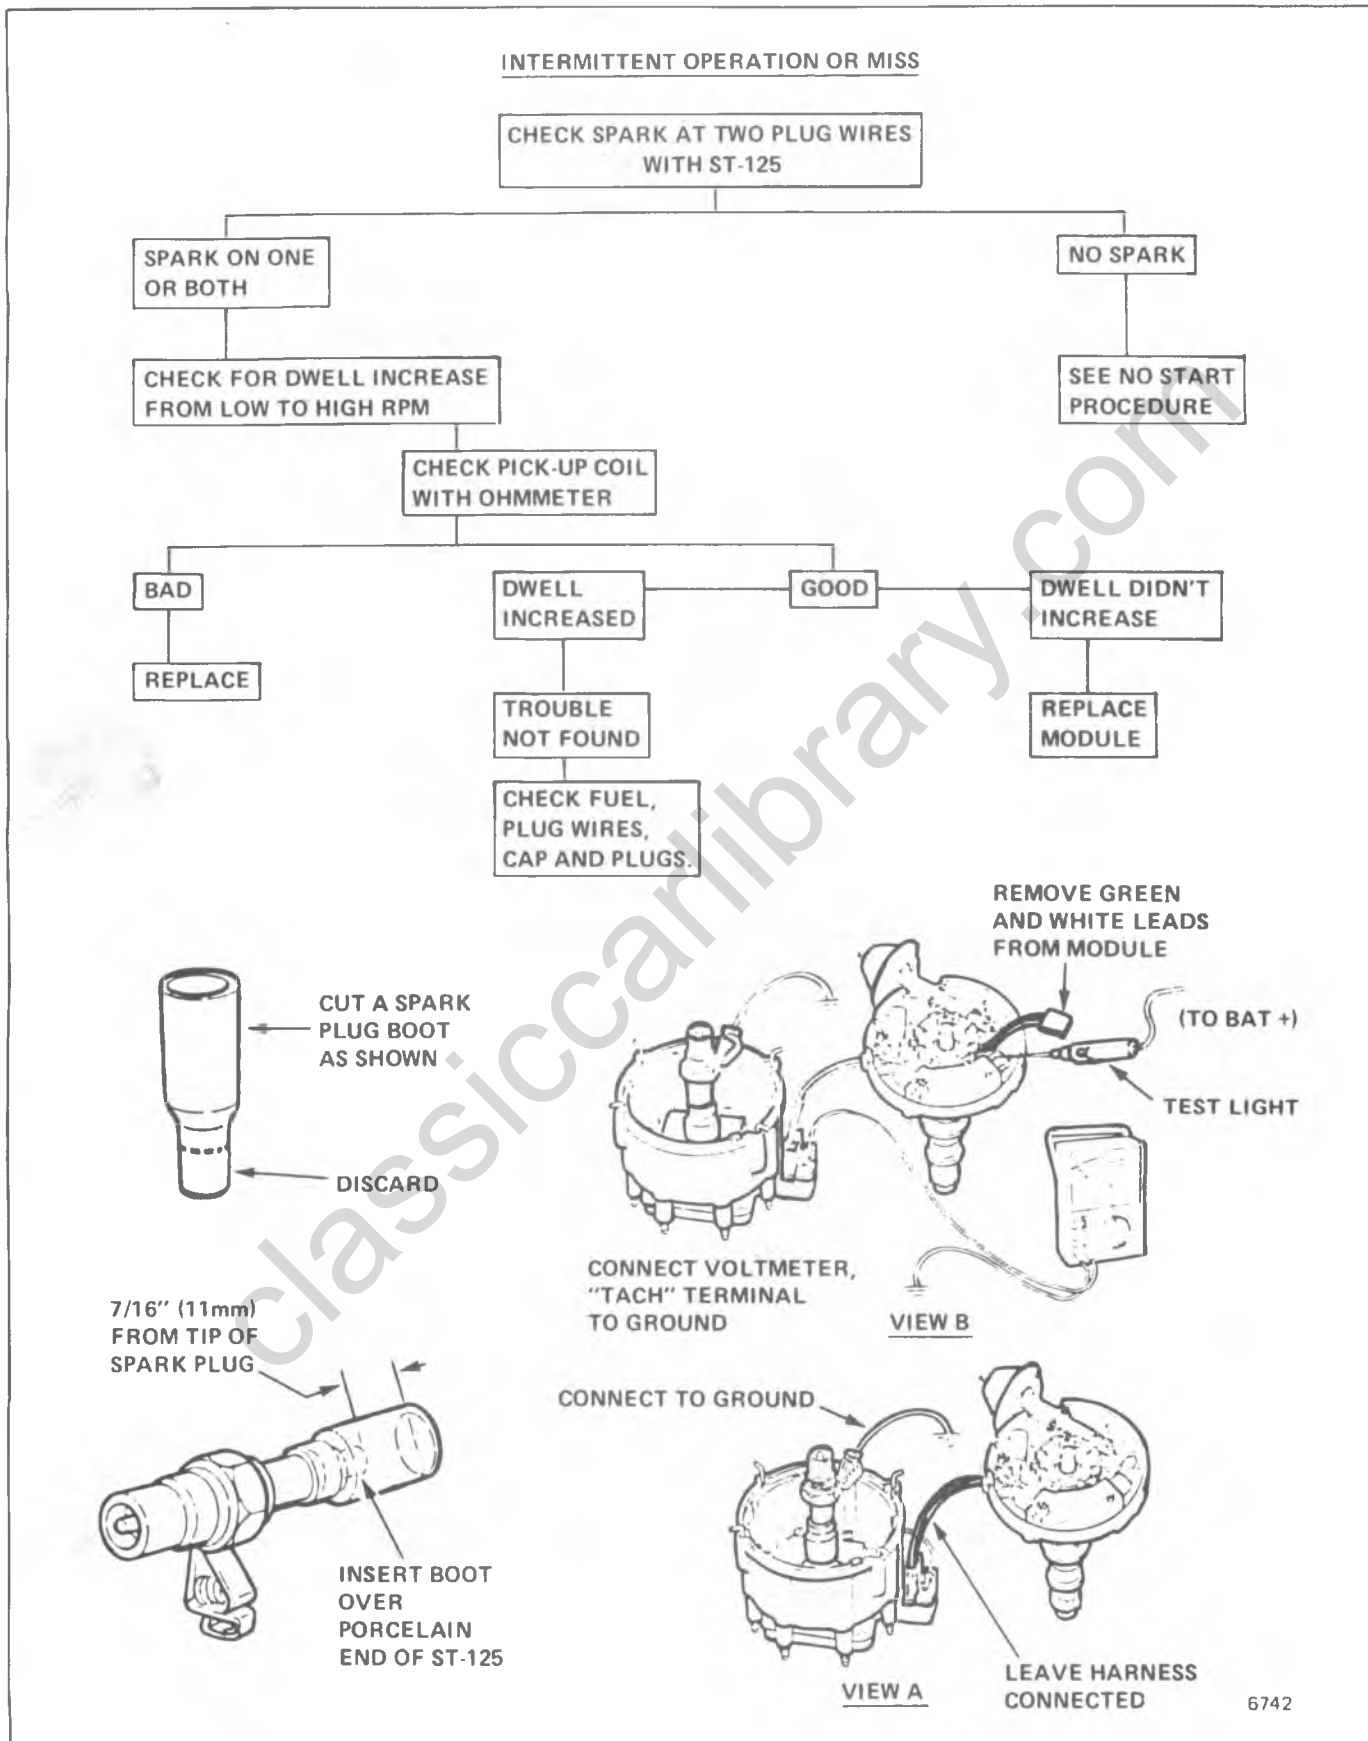 INTERMITTENT OPERATION OR MISS
CHECK SPARK AT TWO PLUG WIRES
WITH ST-125
SPARK ON ONE
OR BOTH
NO SPARK
CHECK FOR DWELL INCREASE
FROM LOW TO HIGH RPM
SEE NO START
PROCEDURE
CHECK PICK-UP COIL
WITH OHMMETER
BAD
DWELL
INCREASED
GOOD
DWELL DIDN'T
INCREASE
REPLACE
TROUBLE
NOT FOUND
REPLACE
MODULE
CHECK FUEL,
PLUG WIRES,
CAP AND PLUGS.
REMOVE GREEN
AND WHITE LEADS
FROM MODULE
CUT A SPARK
PLUG BOOT
AS SHOWN
(TO BAT +)
TEST LIGHT
DISCARD
CONNECT VOLTMETER,
"TACH" TERMINAL
TO GROUND
VIEW B
7/16" (11mm)
FROM TIP OF
SPARK PLUG
CONNECT TO GROUND
INSERT BOOT
OVER
PORCELAIN
END OF ST-125
VIEW A
LEAVE HARNESS
CONNECTED
6742
classiccarlibrary.com